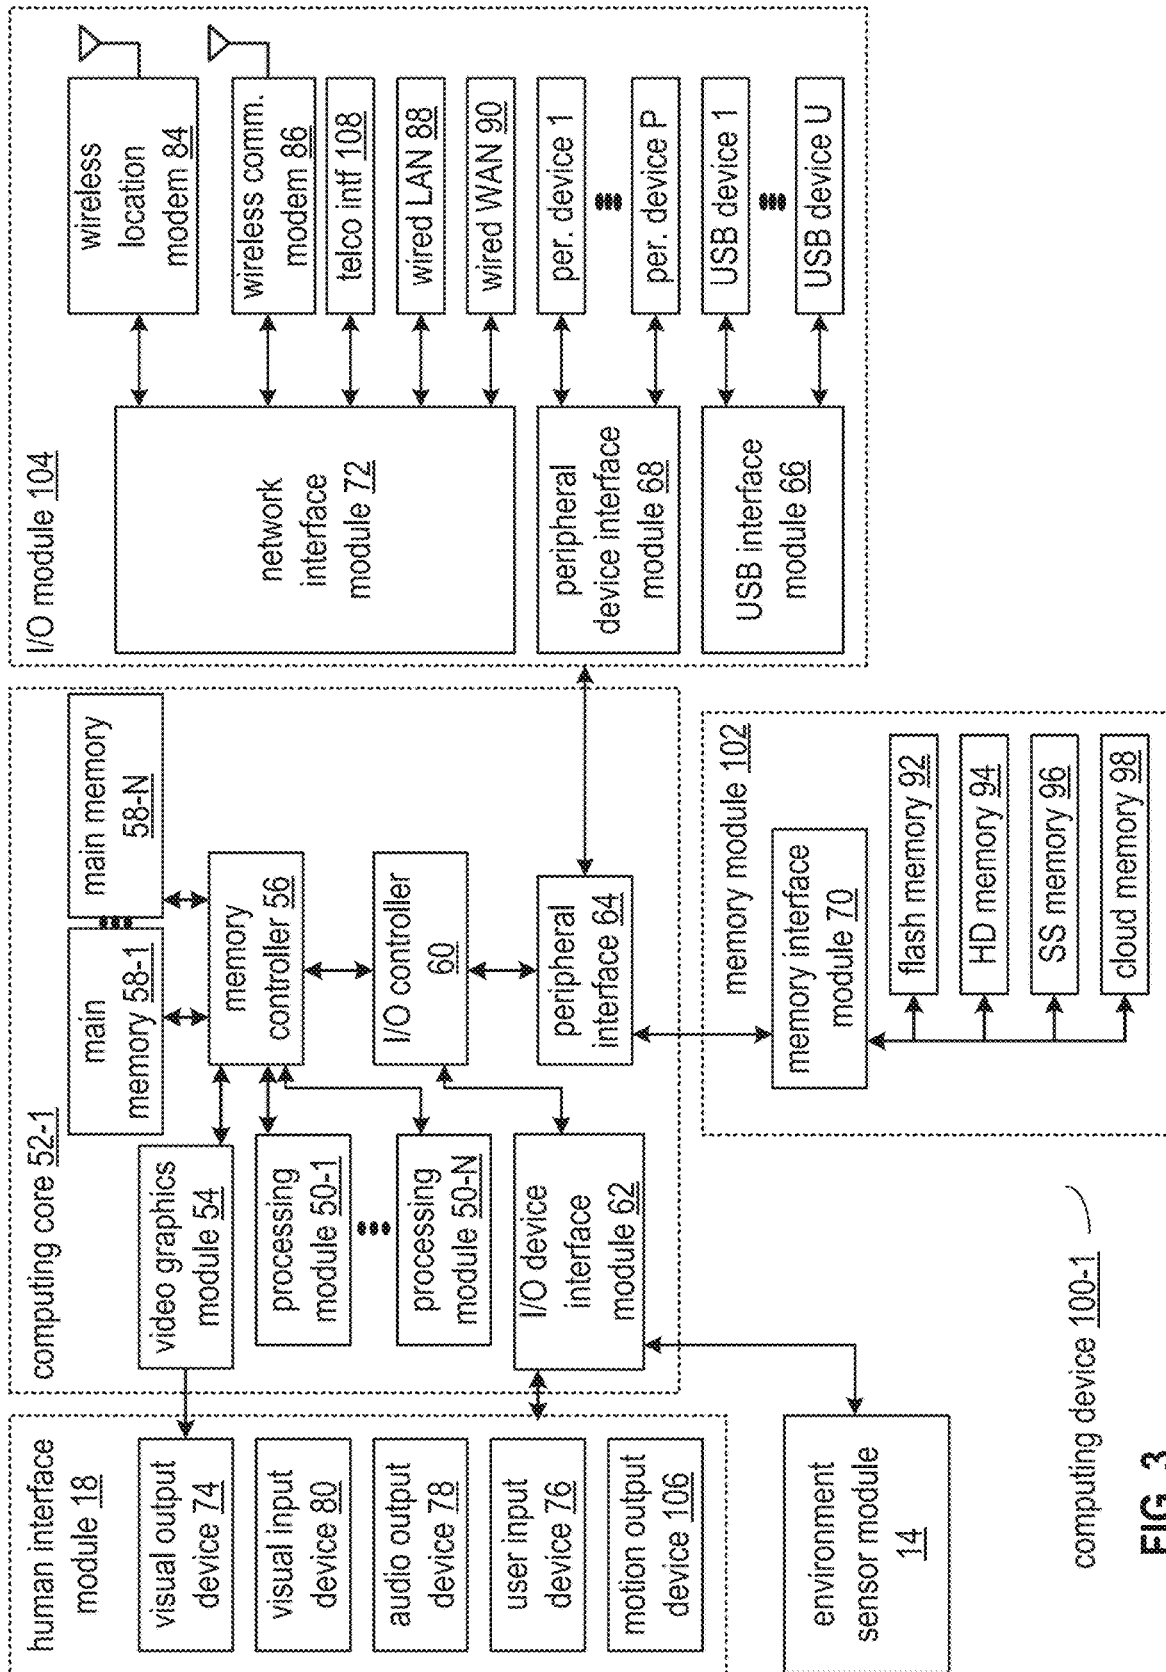 human interface
module 18
visual output
device 74
visual input
device 80
audio output
device 78
user input
device 76
motion output
device 106
environment
sensor module
14
computing core 52-1
video graphics
module 54
processing
module 50-1
processing
module 50-N
I/O device
interface
module 62
main
memory 58-1
main memory
58-N
memory
controller 56
I/O controller
60
peripheral
interface 64
memory module 102
memory interface
module 70
flash memory 92
HD memory 94
SS memory 96
cloud memory 98
I/O module 104
network
interface
module 72
peripheral
device interface
module 68
USB interface
module 66
wireless
location
modem 84
wireless comm.
modem 86
telco intf 108
wired LAN 88
wired WAN 90
per. device 1
per. device P
USB device 1
USB device U
computing device 100-1
FIG. 3